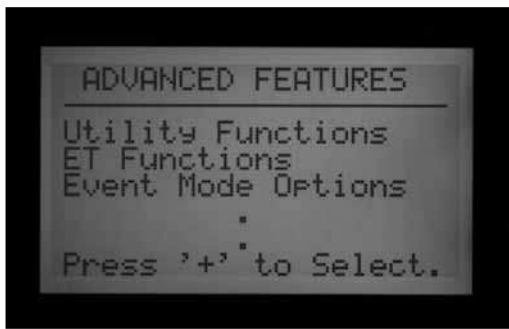 ADVANCED FEATURES
Utility Functions
ET Functions
Event Mode Options
:
Press '+' to Select.